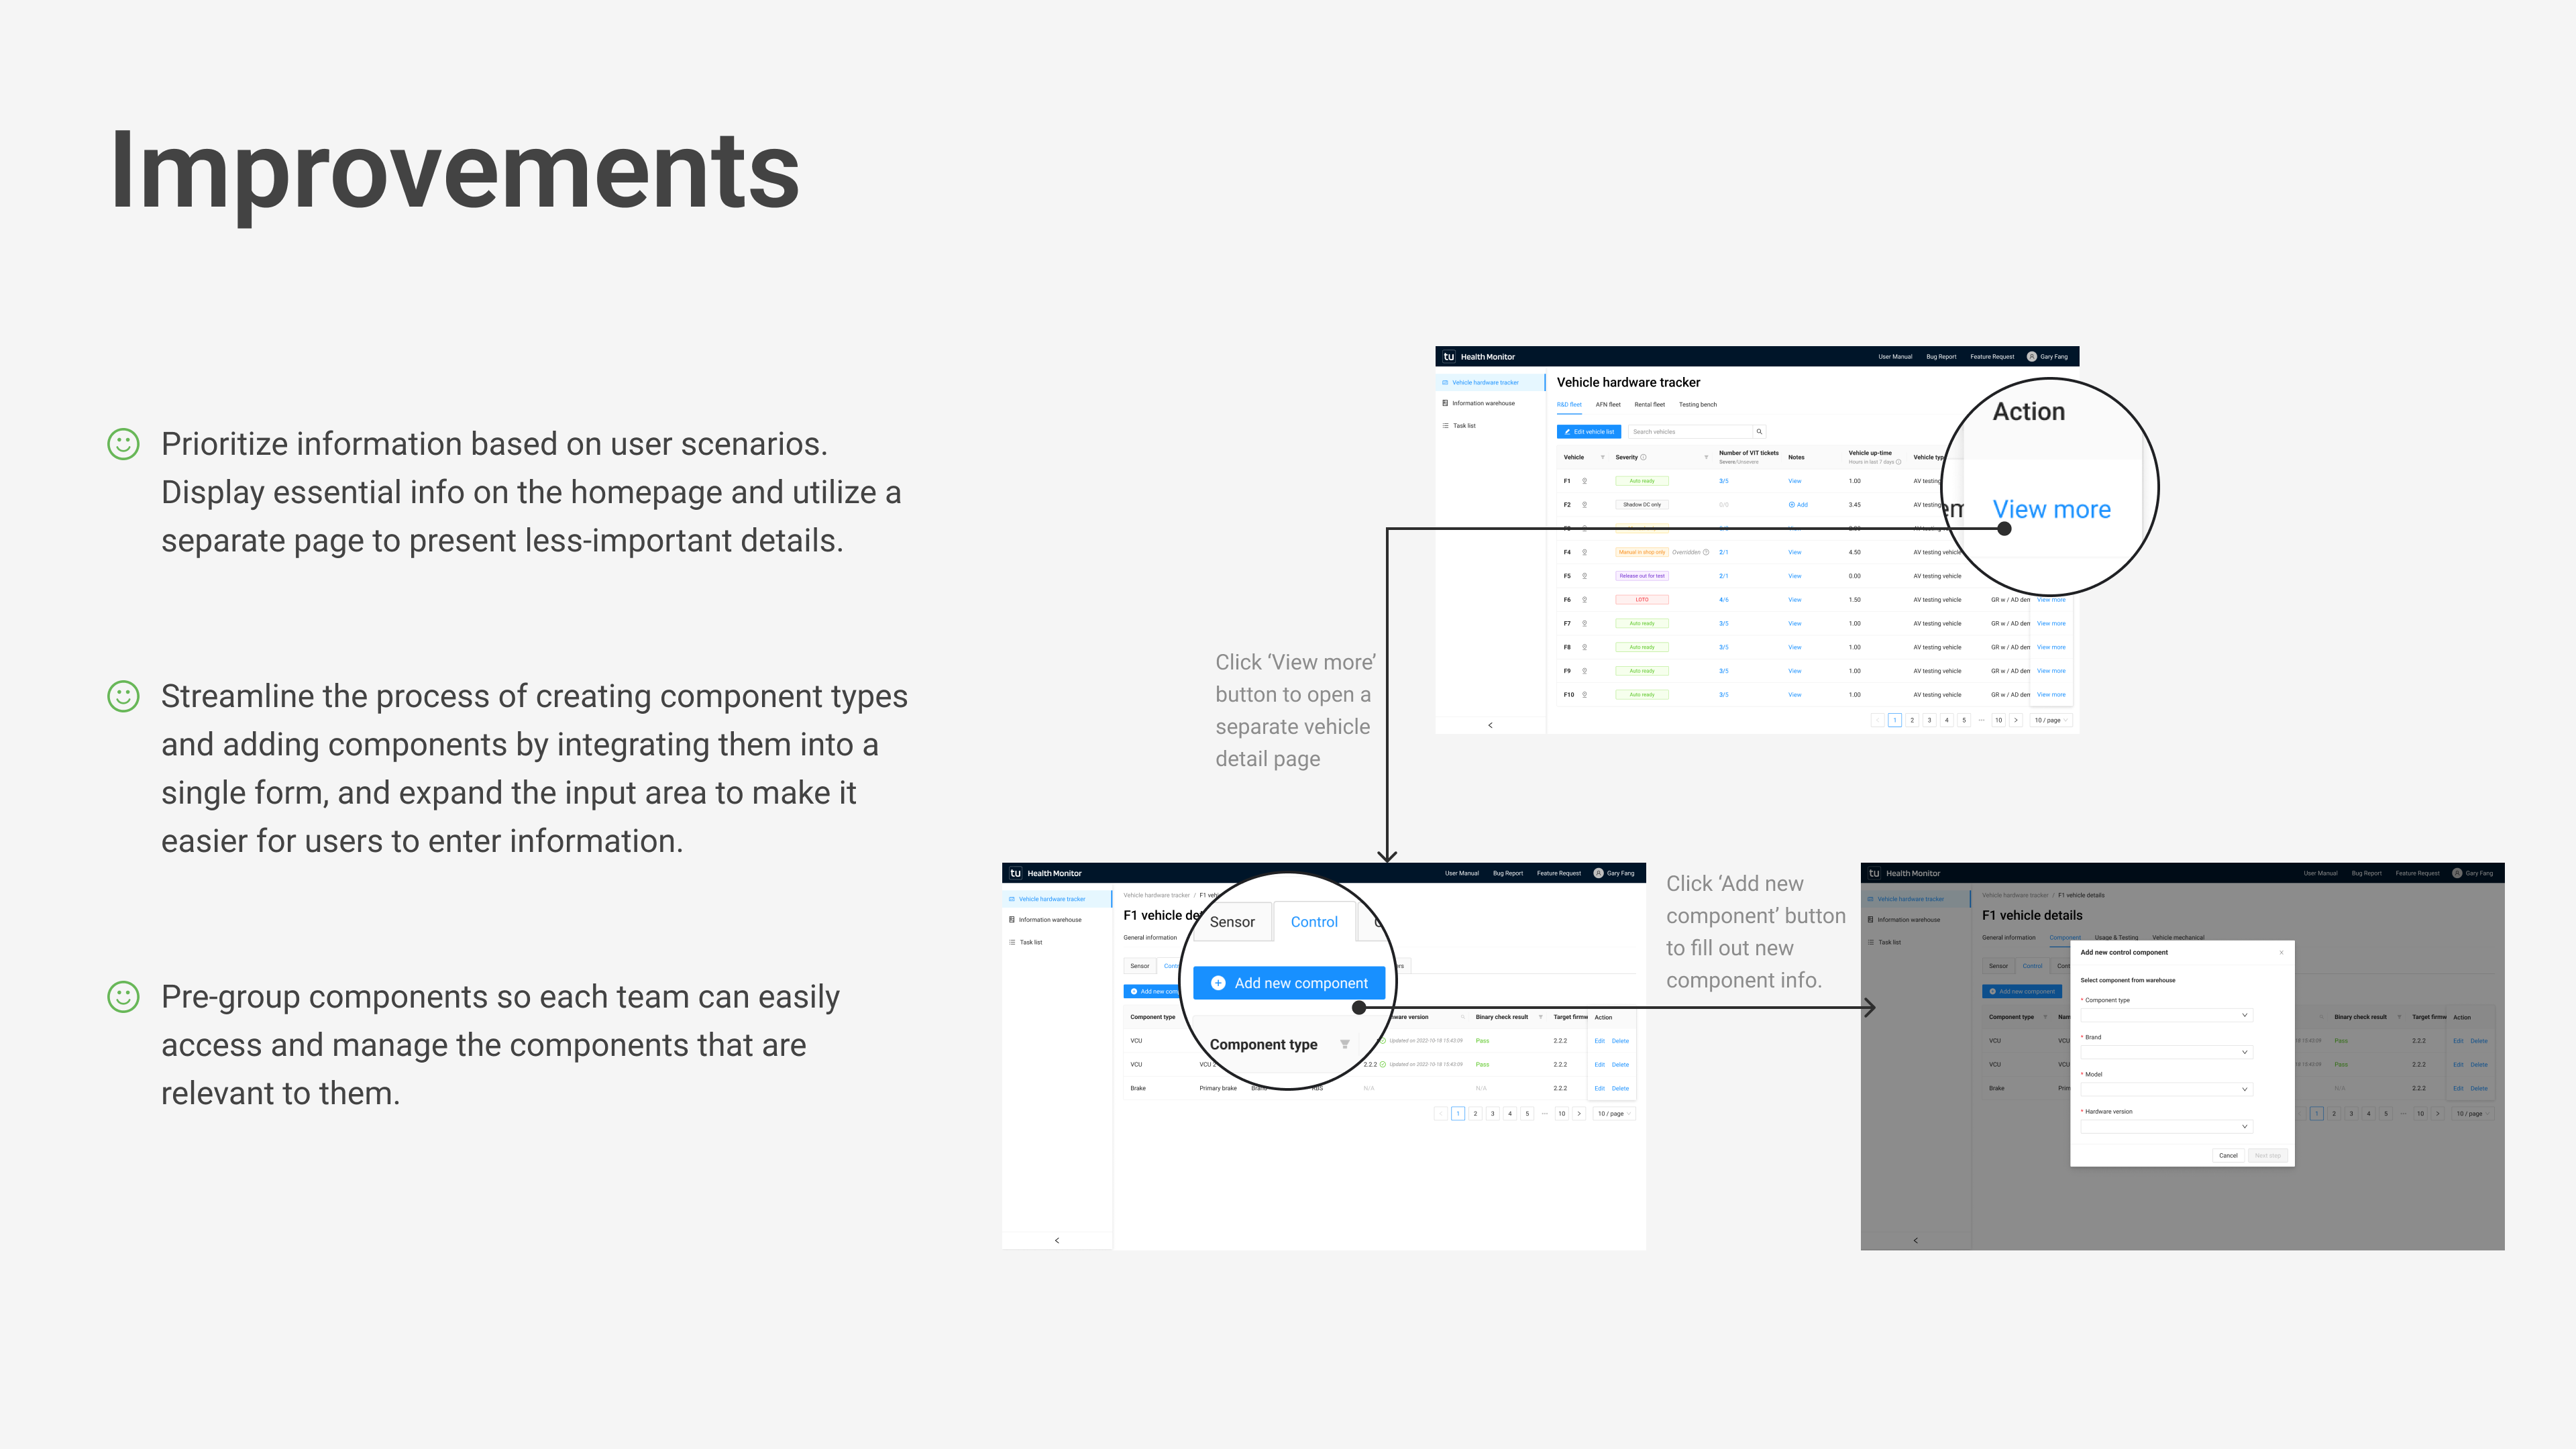 Improvements
Prioritize information based on user scenarios.
Display essential info on the homepage and utilize a
separate page to present less-important details.
Streamline the process of creating component types
and adding components by integrating them into a
single form, and expand the input area to make it
easier for users to enter information.
Pre-group components so each team can easily
access and manage the components that are
relevant to them.
tu Health Monitor User Manual Bug Report Feature Request Gary Fang
Vehicle hardware tracker
Information warehouse
Task list
Vehicle hardware tracker
R&D fleet AFN fleet Rental fleet Testing bench
Edit vehicle list Search vehicles
Vehicle Severity Number of VIT tickets Severe/Unsevere Notes Vehicle up-time Hours in last 7 days
Action
View more
F1 Auto ready 3/5 View 1.00 AV testing
F2 Shadow DC only 0/0 Add 3.45 AV testing
F4 Manual in shop only Overridden 2/1 View 4.50 AV testing vehicle
F5 Release out for test 2/1 View 0.00 AV testing vehicle
F6 LOTO 4/6 View 1.50 AV testing vehicle GR w / AD den View more
F7 Auto ready 3/5 View 1.00 AV testing vehicle GR w / AD den View more
F8 Auto ready 3/5 View 1.00 AV testing vehicle GR w / AD den View more
F9 Auto ready 3/5 View 1.00 AV testing vehicle GR w / AD den View more
F10 Auto ready 3/5 View 1.00 AV testing vehicle GR w / AD den View more
1 2 3 4 5 ··· 10 10 / page
Click ‘View more’
button to open a
separate vehicle
detail page
tu Health Monitor User Manual Bug Report Feature Request Gary Fang
Vehicle hardware tracker
Information warehouse
Task list
Vehicle hardware tracker / F1
F1 vehicle
General information
Sensor
Add new
Sensor Control
Add new component
Component type
Component type Binary check result Target Action
VCU Updated on 2022-10-18 15:43:09 Pass 2.2.2 Edit Delete
VCU VCU 2.2.2 Updated on 2022-10-18 15:43:09 Pass 2.2.2 Edit Delete
Brake Primary brake N/A N/A 2.2.2 Edit Delete
1 2 3 4 5 ··· 10 10 / page
Click ‘Add new
component’ button
to fill out new
component info.
tu Health Monitor User Manual Bug Report Feature Request Gary Fang
Vehicle hardware tracker
Information warehouse
Task list
Vehicle hardware tracker / F1 vehicle details
F1 vehicle details
General information Component Usage & Testing Vehicle mechanical
Sensor Control
Add new component
Component type Binary check result Target Action
VCU Pass 2.2.2 Edit Delete
VCU Pass 2.2.2 Edit Delete
Brake N/A 2.2.2 Edit Delete
1 2 3 4 5 ··· 10 10 / page
Add new control component
Select component from warehouse
* Component type
* Brand
* Model
* Hardware version
Cancel Next step